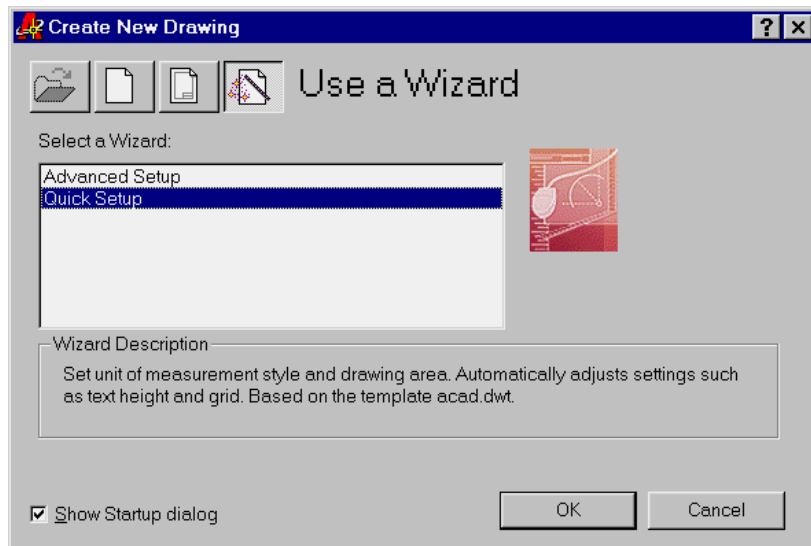 Create New Drawing
Use a Wizard
Select a Wizard:
Advanced Setup
Quick Setup
Wizard Description
Set unit of measurement style and drawing area. Automatically adjusts settings such
as text height and grid. Based on the template acad.dwt.
Show Startup dialog
OK
Cancel